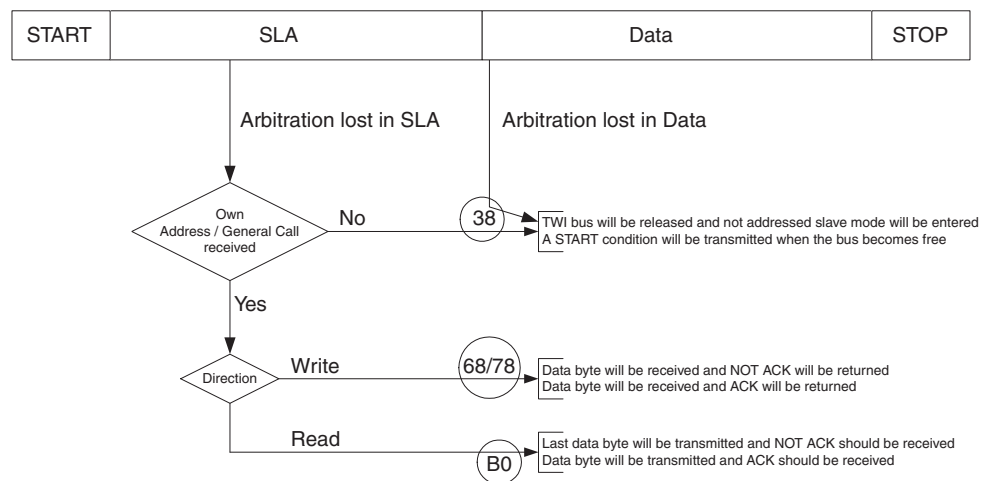 START SLA Data STOP
Arbitration lost in SLA Arbitration lost in Data
Own
Address / General Call
received
No 38
TWI bus will be released and not addressed slave mode will be entered
A START condition will be transmitted when the bus becomes free
Yes
Direction
Write 68/78
Data byte will be received and NOT ACK will be returned
Data byte will be received and ACK will be returned
Read B0
Last data byte will be transmitted and NOT ACK should be received
Data byte will be transmitted and ACK should be received